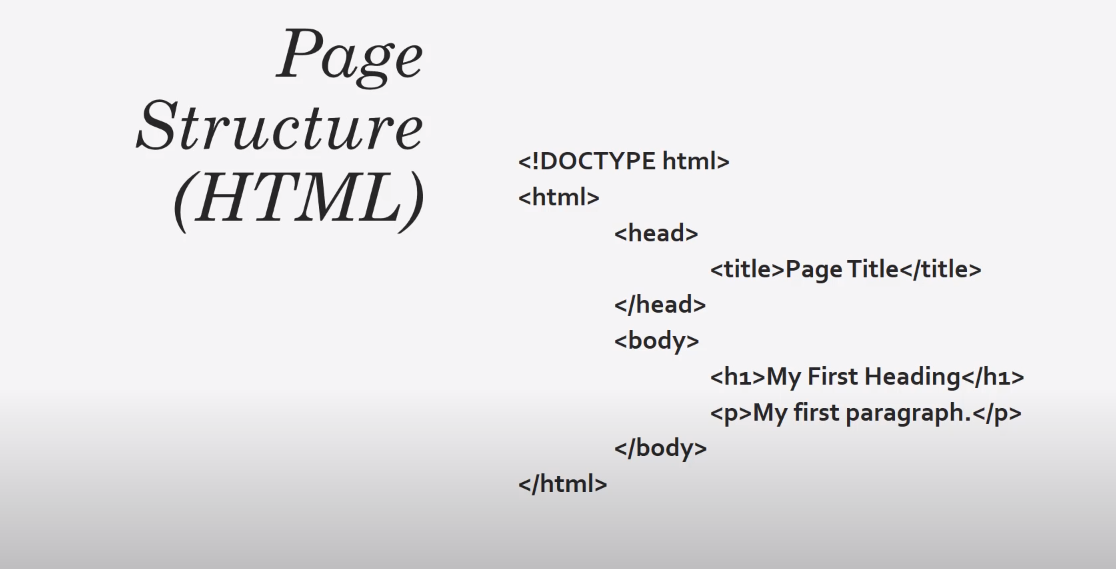 Page
Structure
(HTML)
<!DOCTYPE html>
<html>
<head>
<title>Page Title</title>
</head>
<body>
<h1>My First Heading</h1>
<p>My first paragraph.</p>
</body>
</html>